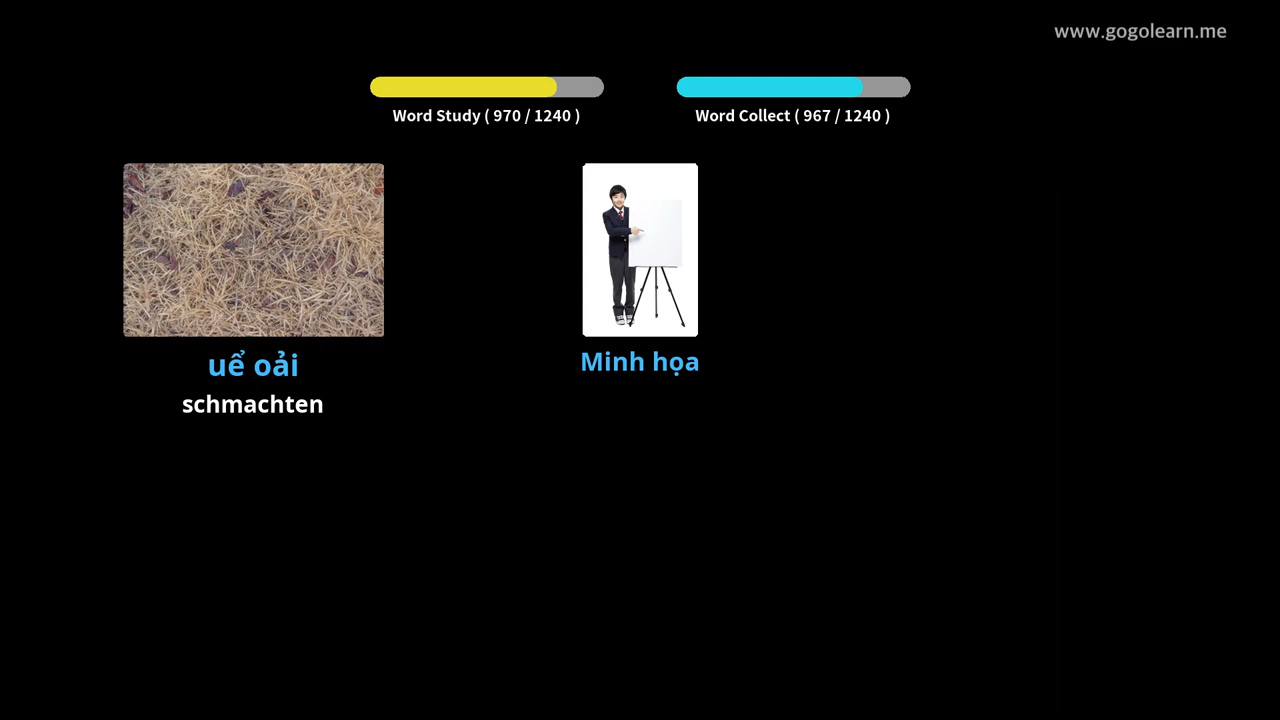 www.gogolearn.me
Word Study ( 970 / 1240 )
Word Collect ( 967 / 1240 )
uể oải
schmachten
Minh họa